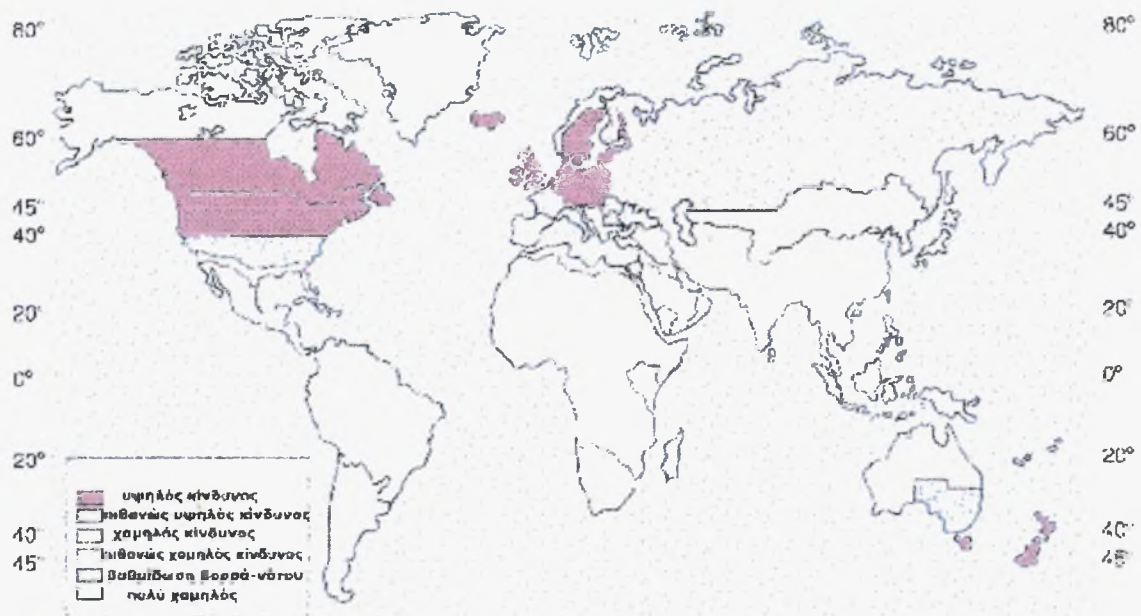 80° 80°
60° 60°
45° 45°
40° 40°
20° 20°
0° 0°
20° 20°
40° 40°
45° 45°
υψηλός κίνδυνος
πιθανώς υψηλός κίνδυνος
χαμηλός κίνδυνος
πιθανώς χαμηλός κίνδυνος
βαθμίδωση Βορρά-νότου
πολύ χαμηλός